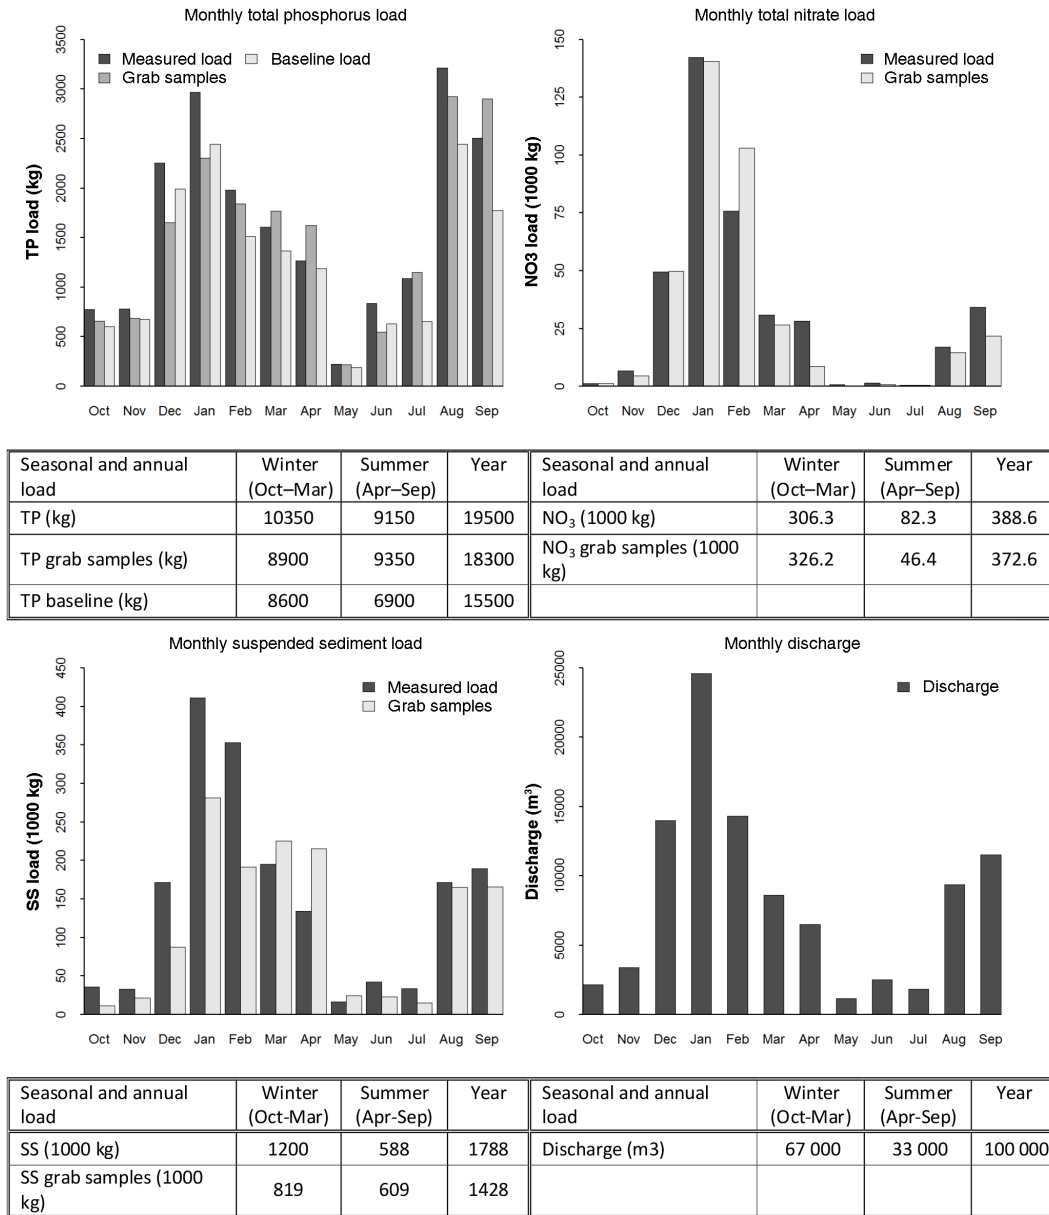 Monthly total phosphorus load
Measured load
Baseline load
Grab samples
TP load (kg)
3500
3000
2500
2000
1500
1000
500
0
Oct Nov Dec Jan Feb Mar Apr May Jun Jul Aug Sep
Monthly total nitrate load
Measured load
Grab samples
NO3 load (1000 kg)
150
125
100
75
50
25
0
Oct Nov Dec Jan Feb Mar Apr May Jun Jul Aug Sep
Seasonal and annual load Winter (Oct–Mar) Summer (Apr–Sep) Year
TP (kg) 10350 9150 19500
TP grab samples (kg) 8900 9350 18300
TP baseline (kg) 8600 6900 15500
Seasonal and annual load Winter (Oct–Mar) Summer (Apr–Sep) Year
NO₃ (1000 kg) 306.3 82.3 388.6
NO₃ grab samples (1000 kg) 326.2 46.4 372.6
Monthly suspended sediment load
Measured load
Grab samples
SS load (1000 kg)
450
400
350
300
250
200
150
100
50
0
Oct Nov Dec Jan Feb Mar Apr May Jun Jul Aug Sep
Monthly discharge
Discharge
Discharge (m³)
25000
20000
15000
10000
5000
0
Oct Nov Dec Jan Feb Mar Apr May Jun Jul Aug Sep
Seasonal and annual load Winter (Oct-Mar) Summer (Apr-Sep) Year
SS (1000 kg) 1200 588 1788
SS grab samples (1000 kg) 819 609 1428
Seasonal and annual load Winter (Oct-Mar) Summer (Apr-Sep) Year
Discharge (m3) 67 000 33 000 100 000